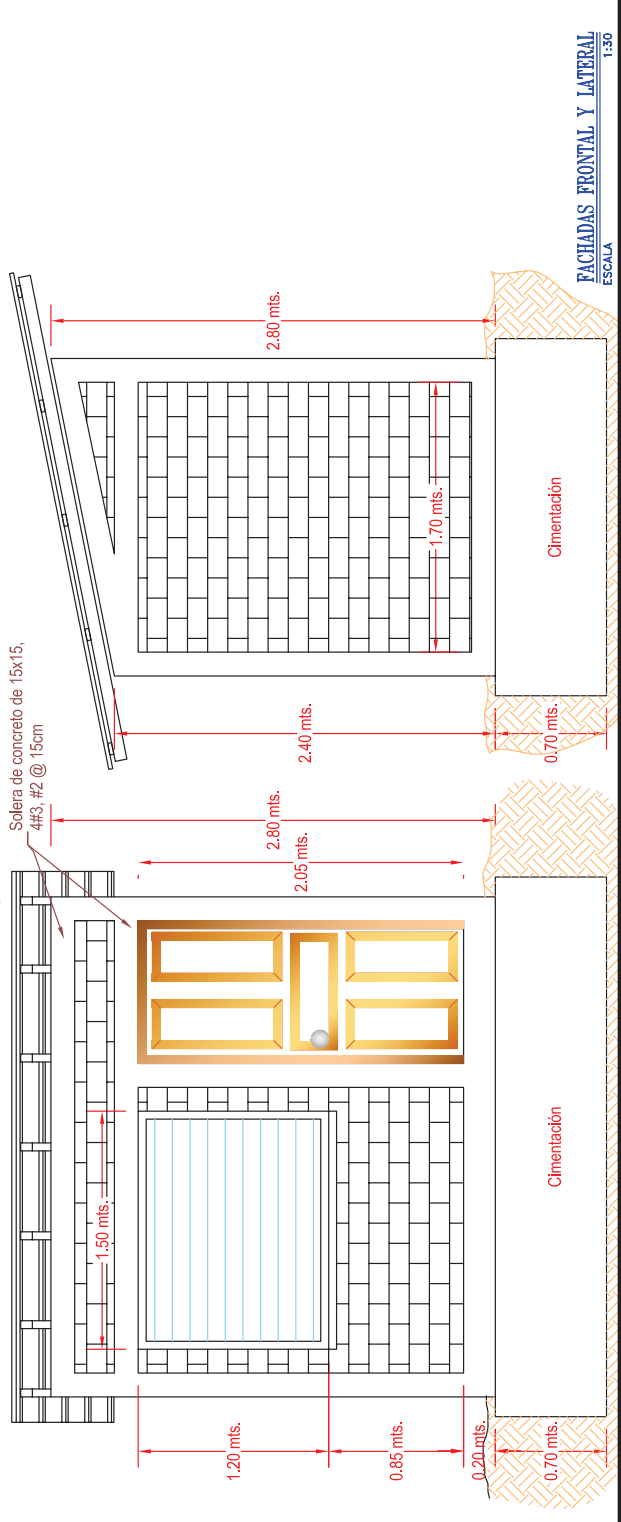 Solera de concreto de 15x15,
4#3, #2 @ 15cm
1.50 mts.
1.20 mts.
0.85 mts.
0.20 mts.
0.70 mts.
2.05 mts.
2.80 mts.
Cimentación
2.40 mts.
0.70 mts.
1.70 mts.
2.80 mts.
Cimentación
FACHADAS FRONTAL Y LATERAL
ESCALA 1:30